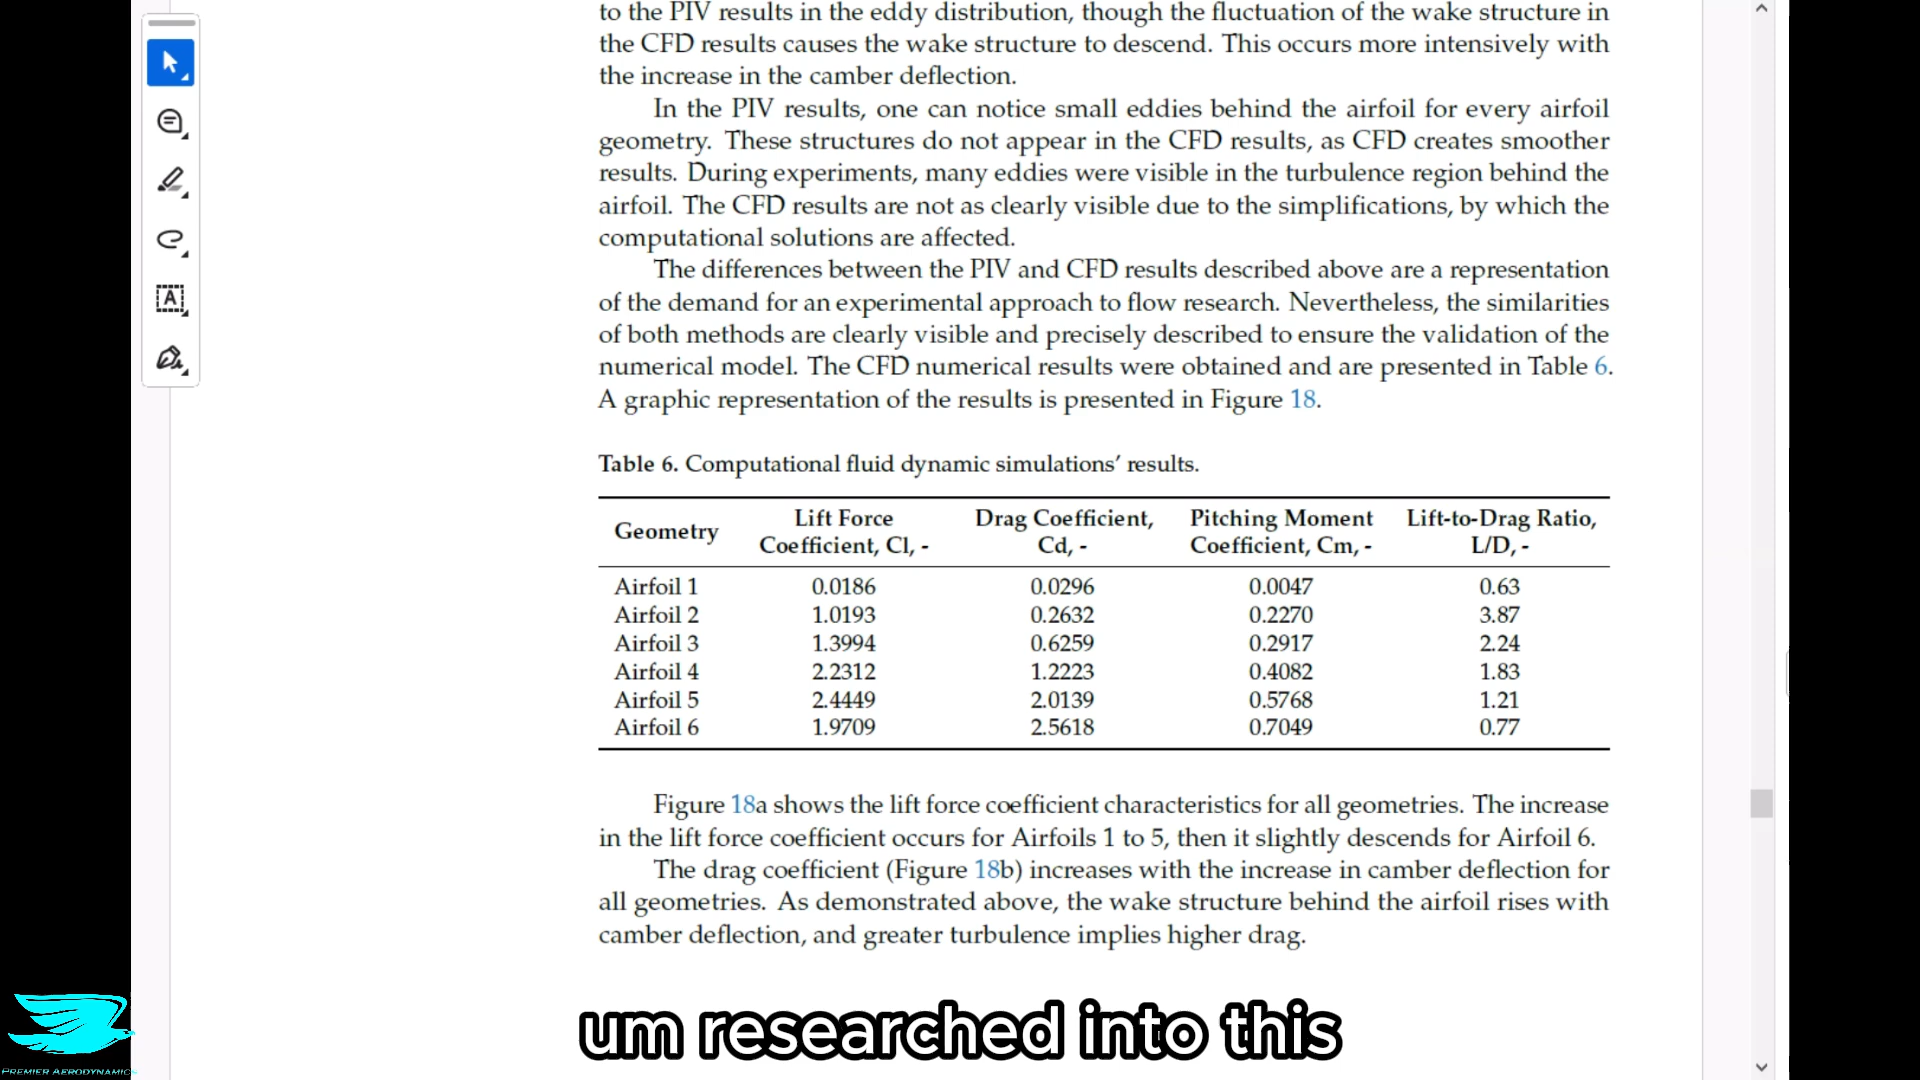 to the PIV results in the eddy distribution, though the fluctuation of the wake structure in
the CFD results causes the wake structure to descend. This occurs more intensively with
the increase in the camber deflection.
In the PIV results, one can notice small eddies behind the airfoil for every airfoil
geometry. These structures do not appear in the CFD results, as CFD creates smoother
results. During experiments, many eddies were visible in the turbulence region behind the
airfoil. The CFD results are not as clearly visible due to the simplifications, by which the
computational solutions are affected.
The differences between the PIV and CFD results described above are a representation
of the demand for an experimental approach to flow research. Nevertheless, the similarities
of both methods are clearly visible and precisely described to ensure the validation of the
numerical model. The CFD numerical results were obtained and are presented in Table 6.
A graphic representation of the results is presented in Figure 18.
Table 6. Computational fluid dynamic simulations' results.
Geometry Lift Force Coefficient, Cl, - Drag Coefficient, Cd, - Pitching Moment Coefficient, Cm, - Lift-to-Drag Ratio, L/D, -
Airfoil 1 0.0186 0.0296 0.0047 0.63
Airfoil 2 1.0193 0.2632 0.2270 3.87
Airfoil 3 1.3994 0.6259 0.2917 2.24
Airfoil 4 2.2312 1.2223 0.4082 1.83
Airfoil 5 2.4449 2.0139 0.5768 1.21
Airfoil 6 1.9709 2.5618 0.7049 0.77
Figure 18a shows the lift force coefficient characteristics for all geometries. The increase
in the lift force coefficient occurs for Airfoils 1 to 5, then it slightly descends for Airfoil 6.
The drag coefficient (Figure 18b) increases with the increase in camber deflection for
all geometries. As demonstrated above, the wake structure behind the airfoil rises with
camber deflection, and greater turbulence implies higher drag.
um researched into this
PREMIER AERODYNAMICS